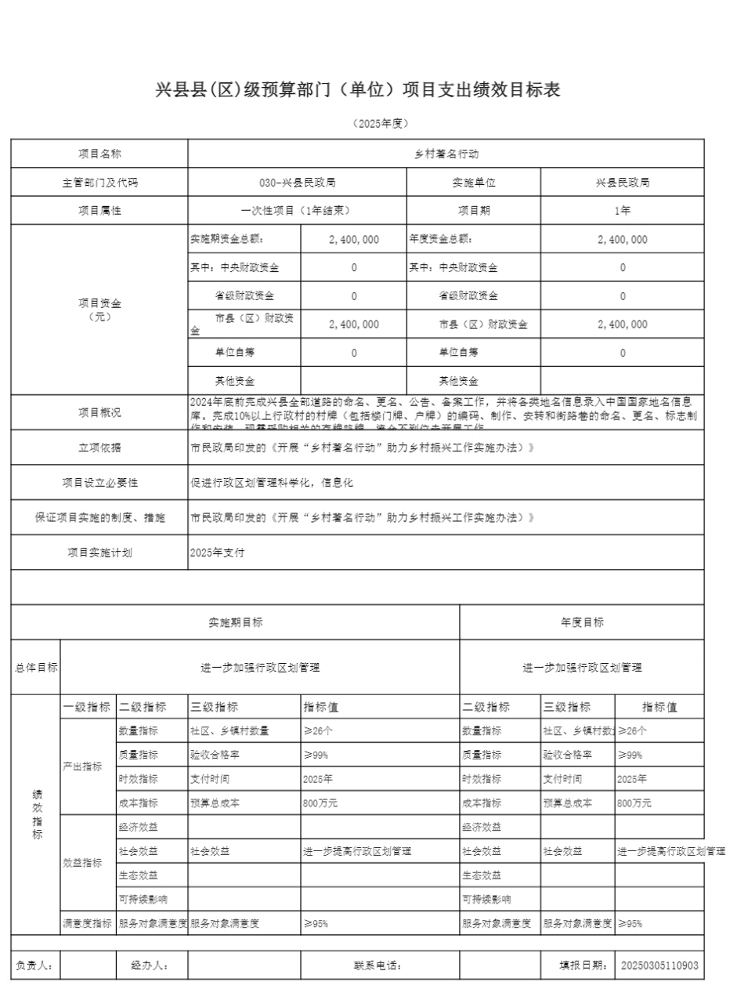 兴县县(区)级预算部门（单位）项目支出绩效目标表
（2025年度）
项目名称 乡村著名行动
主管部门及代码 030-兴县民政局 实施单位 兴县民政局
项目属性 一次性项目（1年结束） 项目期 1年
项目资金
（元）
实施期资金总额： 2,400,000 年度资金总额： 2,400,000
其中：中央财政资金 0 其中：中央财政资金 0
省级财政资金 0 省级财政资金 0
市县（区）财政资
金 2,400,000 市县（区）财政资金 2,400,000
单位自筹 0 单位自筹 0
其他资金 其他资金
项目概况
2024年底前完成兴县全部道路的命名、更名、公告、备案工作，并将各类地名信息录入中国国家地名信息
库。完成10%以上行政村的村牌（包括楼门牌、户牌）的编码、制作、安转和街路巷的命名、更名、标志制
立项依据 市民政局印发的《开展“乡村著名行动”助力乡村振兴工作实施办法）》
项目设立必要性 促进行政区划管理科学化，信息化
保证项目实施的制度、措施 市民政局印发的《开展“乡村著名行动”助力乡村振兴工作实施办法）》
项目实施计划 2025年支付
实施期目标 年度目标
总体目标 进一步加强行政区划管理 进一步加强行政区划管理
绩
效
指
标
一级指标 二级指标 三级指标 指标值 二级指标 三级指标 指标值
产出指标
数量指标 社区、乡镇村数量 ≥26个 数量指标 社区、乡镇村数 ≥26个
质量指标 验收合格率 ≥99% 质量指标 验收合格率 ≥99%
时效指标 支付时间 2025年 时效指标 支付时间 2025年
成本指标 预算总成本 800万元 成本指标 预算总成本 800万元
效益指标
经济效益 经济效益
社会效益 社会效益 进一步提高行政区划管理 社会效益 社会效益 进一步提高行政区划管理
生态效益 生态效益
可持续影响 可持续影响
满意度指标 服务对象满意度 服务对象满意度 ≥95% 服务对象满意度 服务对象满意度 ≥95%
负责人： 经办人： 联系电话： 填报日期： 20250305110903